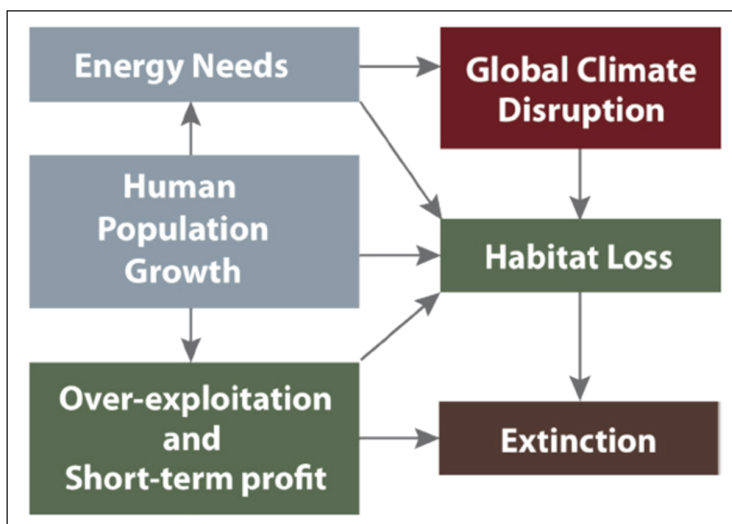 Energy Needs
Global Climate
Disruption
Human
Population
Growth
Habitat Loss
Over-exploitation
and
Short-term profit
Extinction